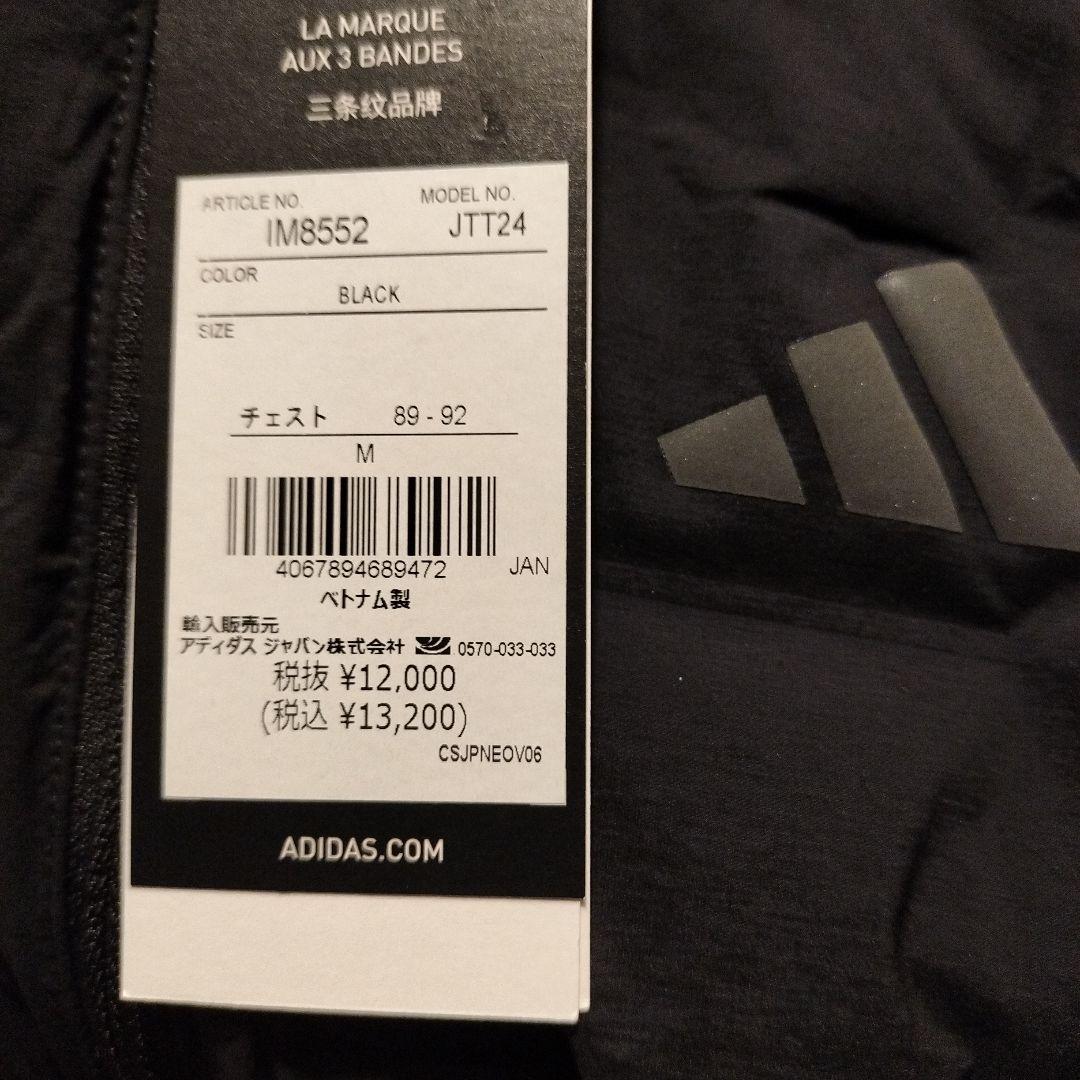 LA MARQUE
AUX 3 BANDES
三条纹品牌
ARTICLE NO. MODEL NO.
IM8552 JTT24
COLOR
BLACK
SIZE
チェスト 89 - 92
M
4067894689472 JAN
ベトナム製
輸入販売元
アディダス ジャパン株式会社 0570-033-033
税抜 ¥12,000
(税込 ¥13,200)
CSJPNEOV06
ADIDAS.COM